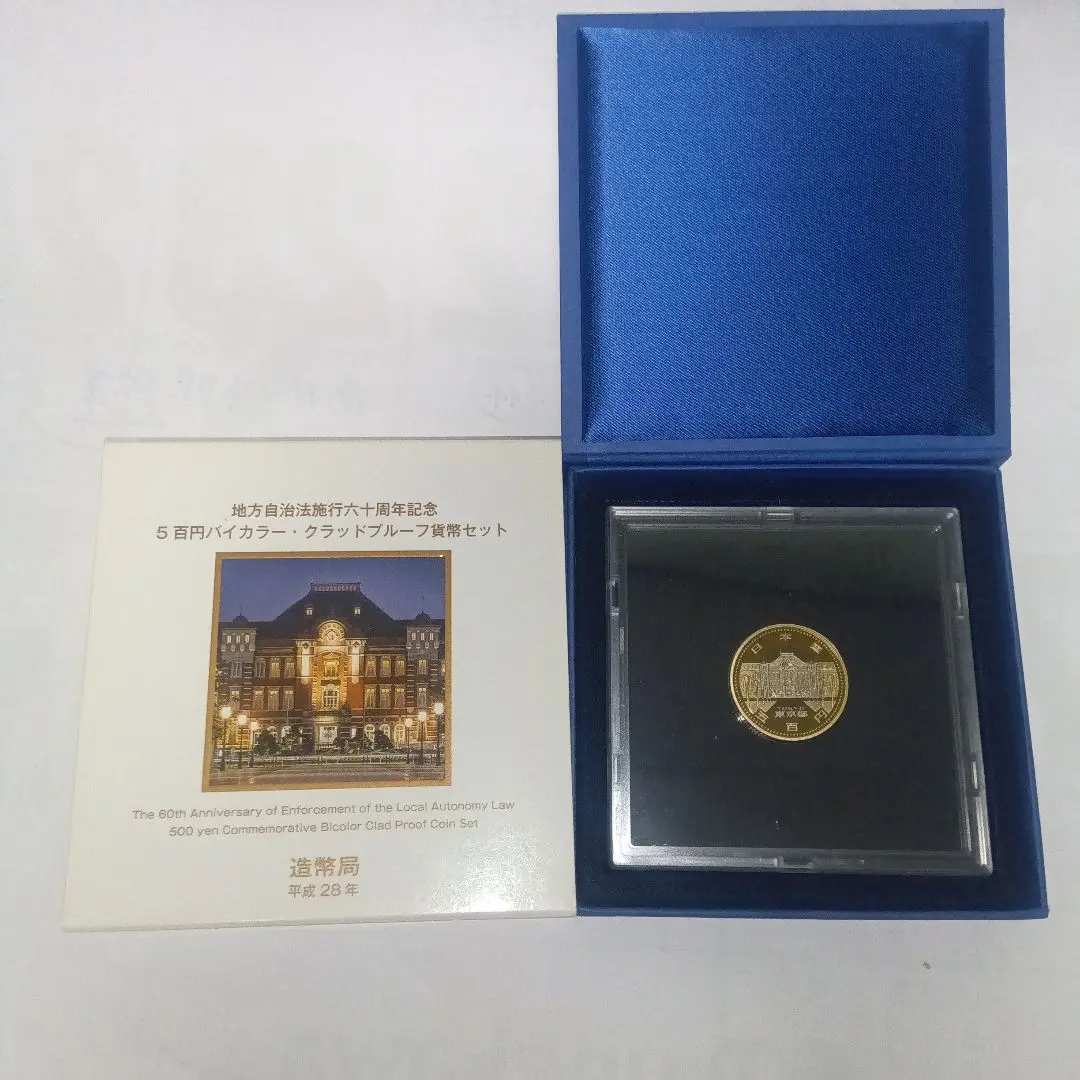 地方自治法施行六十周年記念
5百円バイカラー・クラッドプルーフ貨幣セット
The 60th Anniversary of Enforcement of the Local Autonomy Law
500 yen Commemorative Bicolor Clad Proof Coin Set
造幣局
平成28年
日本国
TOKYO
東京都
五百円